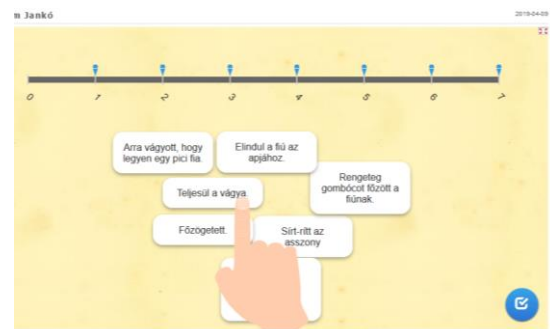 m Jankó
2019-04-09
0 1 2 3 4 5 6 7
Arra vágyott, hogy
legyen egy pici fia.
Elindul a fiú az
apjához.
Rengeteg
gombócot főzött a
fiúnak.
Teljesül a vágya.
Főzögetett.
Sírt-rítt az
asszony